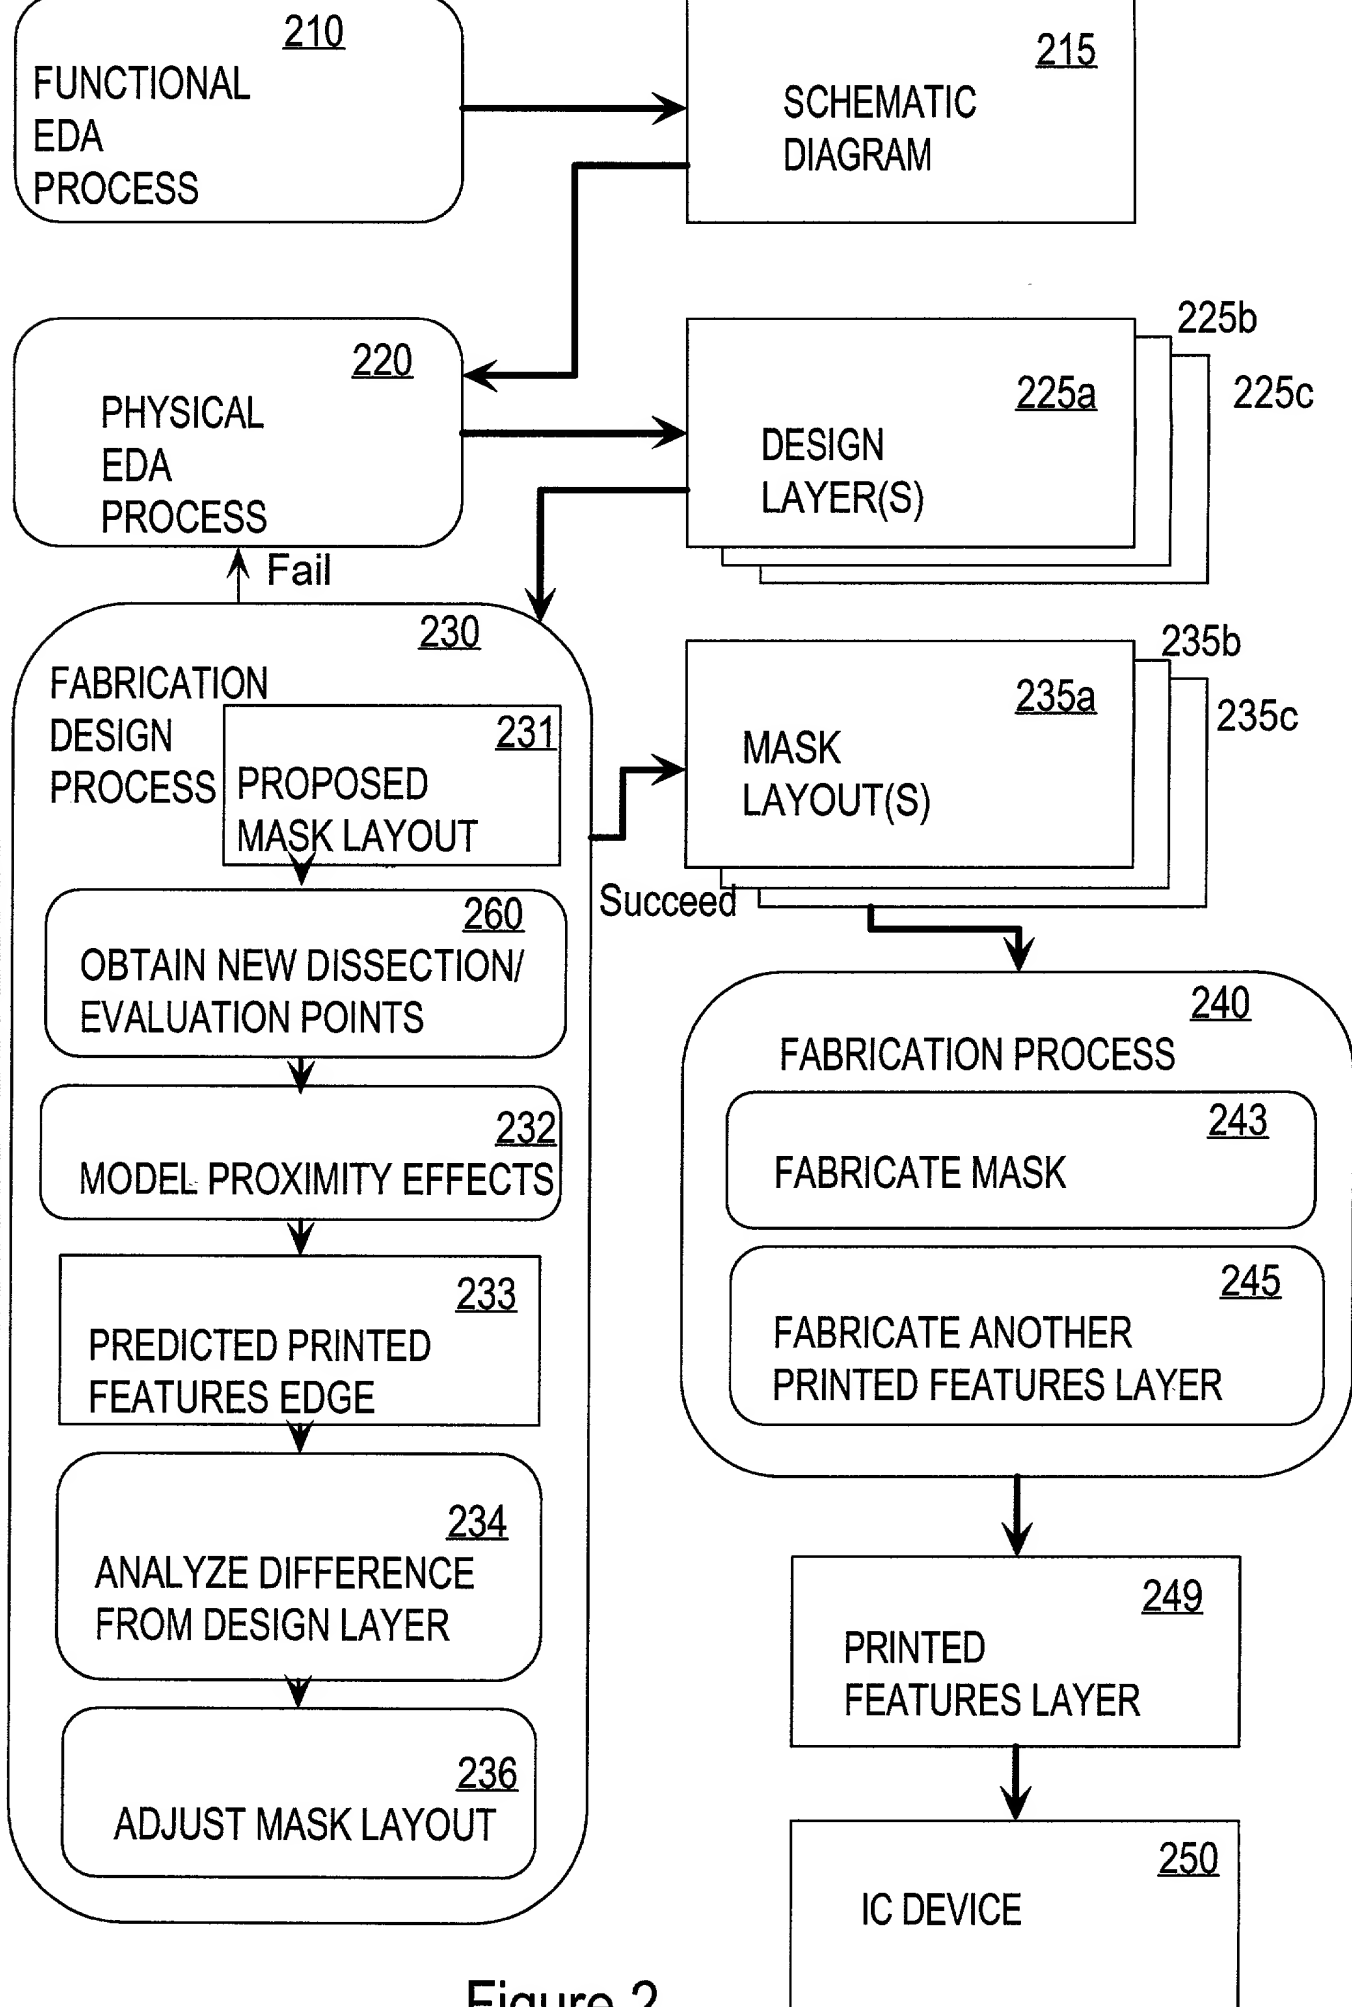 210
FUNCTIONAL
EDA
PROCESS
215
SCHEMATIC
DIAGRAM
220
PHYSICAL
EDA
PROCESS
225b
225a
225c
DESIGN
LAYER(S)
Fail
230
FABRICATION
DESIGN
PROCESS
231
PROPOSED
MASK LAYOUT
235b
235a
235c
MASK
LAYOUT(S)
Succeed
260
OBTAIN NEW DISSECTION/
EVALUATION POINTS
232
MODEL PROXIMITY EFFECTS
233
PREDICTED PRINTED
FEATURES EDGE
234
ANALYZE DIFFERENCE
FROM DESIGN LAYER
236
ADJUST MASK LAYOUT
240
FABRICATION PROCESS
243
FABRICATE MASK
245
FABRICATE ANOTHER
PRINTED FEATURES LAYER
249
PRINTED
FEATURES LAYER
250
IC DEVICE
Figure 2